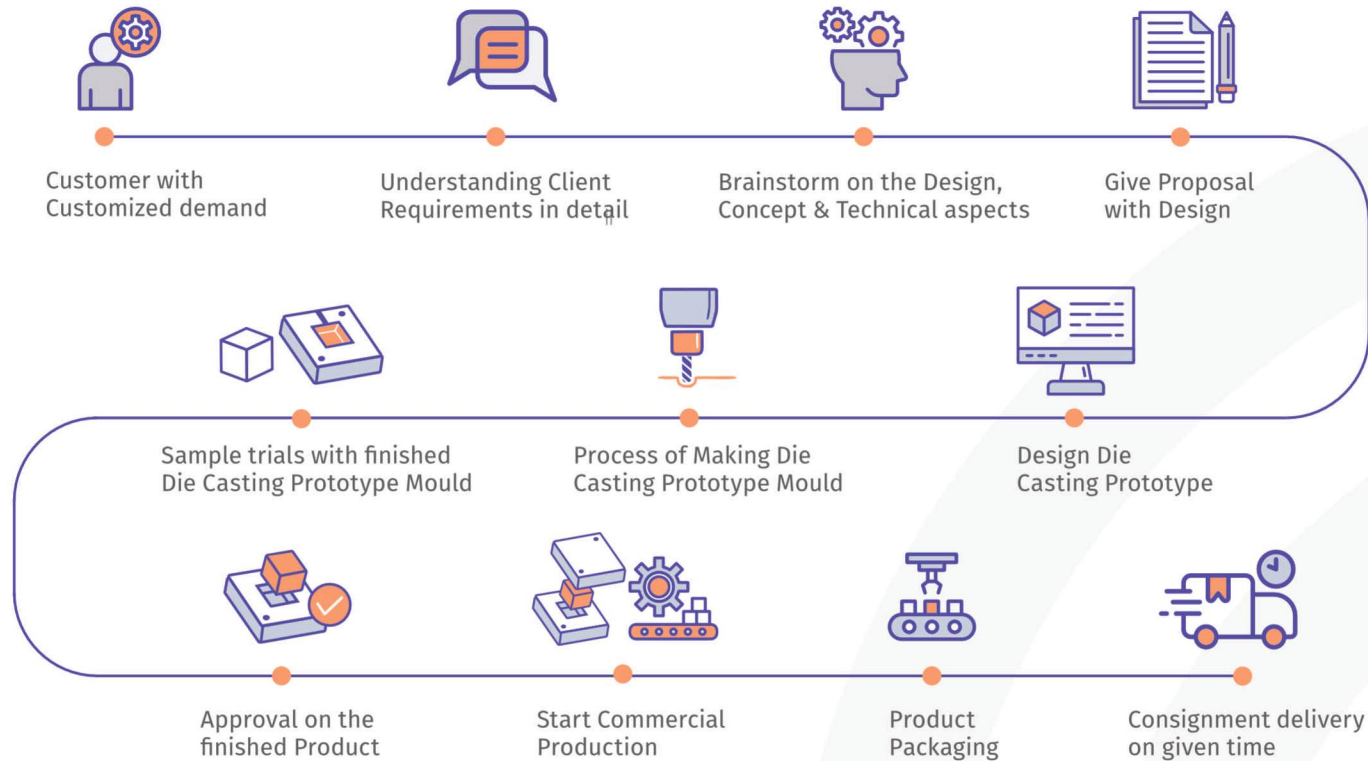 Customer with
Customized demand
Understanding Client
Requirements in detail
Brainstorm on the Design,
Concept & Technical aspects
Give Proposal
with Design
Sample trials with finished
Die Casting Prototype Mould
Process of Making Die
Casting Prototype Mould
Design Die
Casting Prototype
Approval on the
finished Product
Start Commercial
Production
Product
Packaging
Consignment delivery
on given time